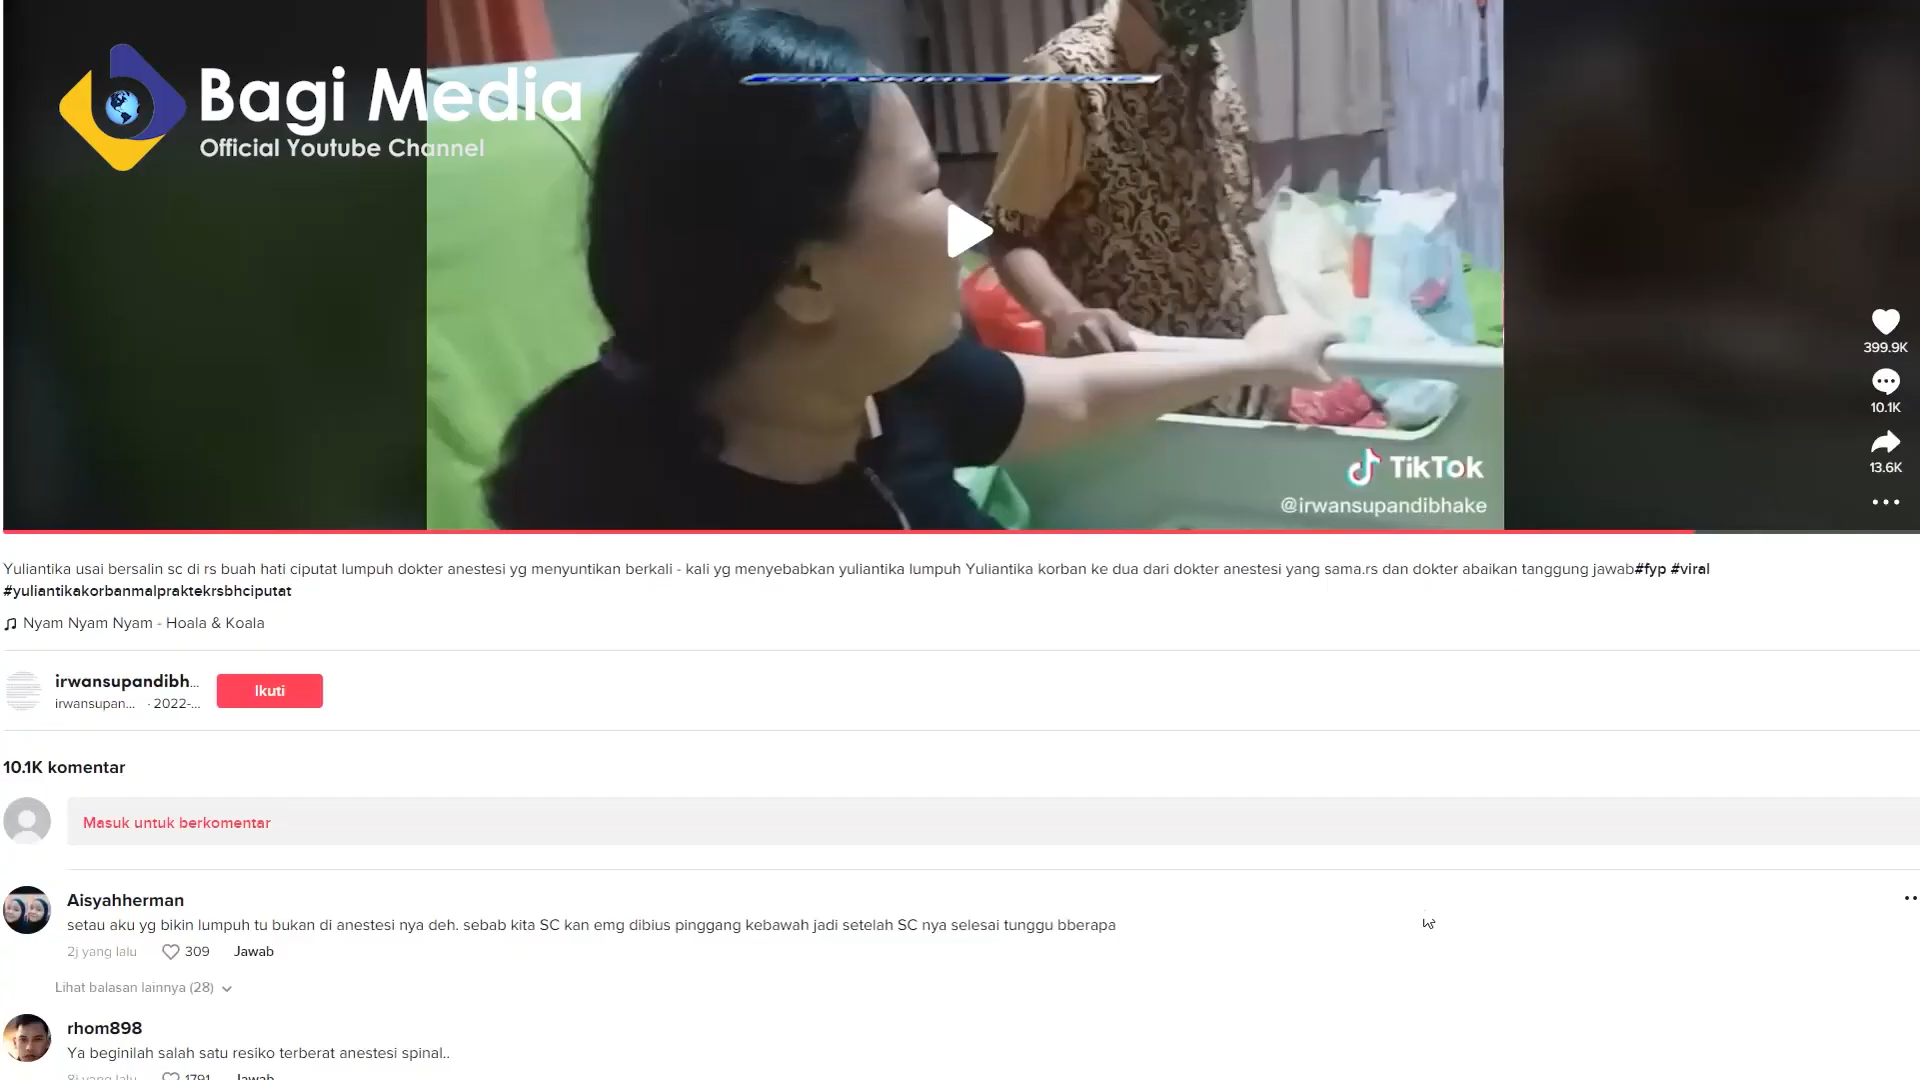 Bagi Media
Official Youtube Channel
399.9K
10.1K
13.6K
TikTok
@irwansupandibhake
Yuliantika usai bersalin sc di rs buah hati ciputat lumpuh dokter anestesi yg menyuntikan berkali - kali yg menyebabkan yuliantika lumpuh Yuliantika korban ke dua dari dokter anestesi yang sama.rs dan dokter abaikan tanggung jawab#fyp #viral
#yuliantikakorbanmalpraktekrsbhciputat
Nyam Nyam Nyam - Hoala & Koala
irwansupandibh...
irwansupan... · 2022-...
Ikuti
10.1K komentar
Masuk untuk berkomentar
Aisyahherman
setau aku yg bikin lumpuh tu bukan di anestesi nya deh. sebab kita SC kan emg dibius pinggang kebawah jadi setelah SC nya selesai tunggu bberapa
2j yang lalu 309 Jawab
Lihat balasan lainnya (28)
rhom898
Ya beginilah salah satu resiko terberat anestesi spinal..
8j yang lalu 1791 Jawab